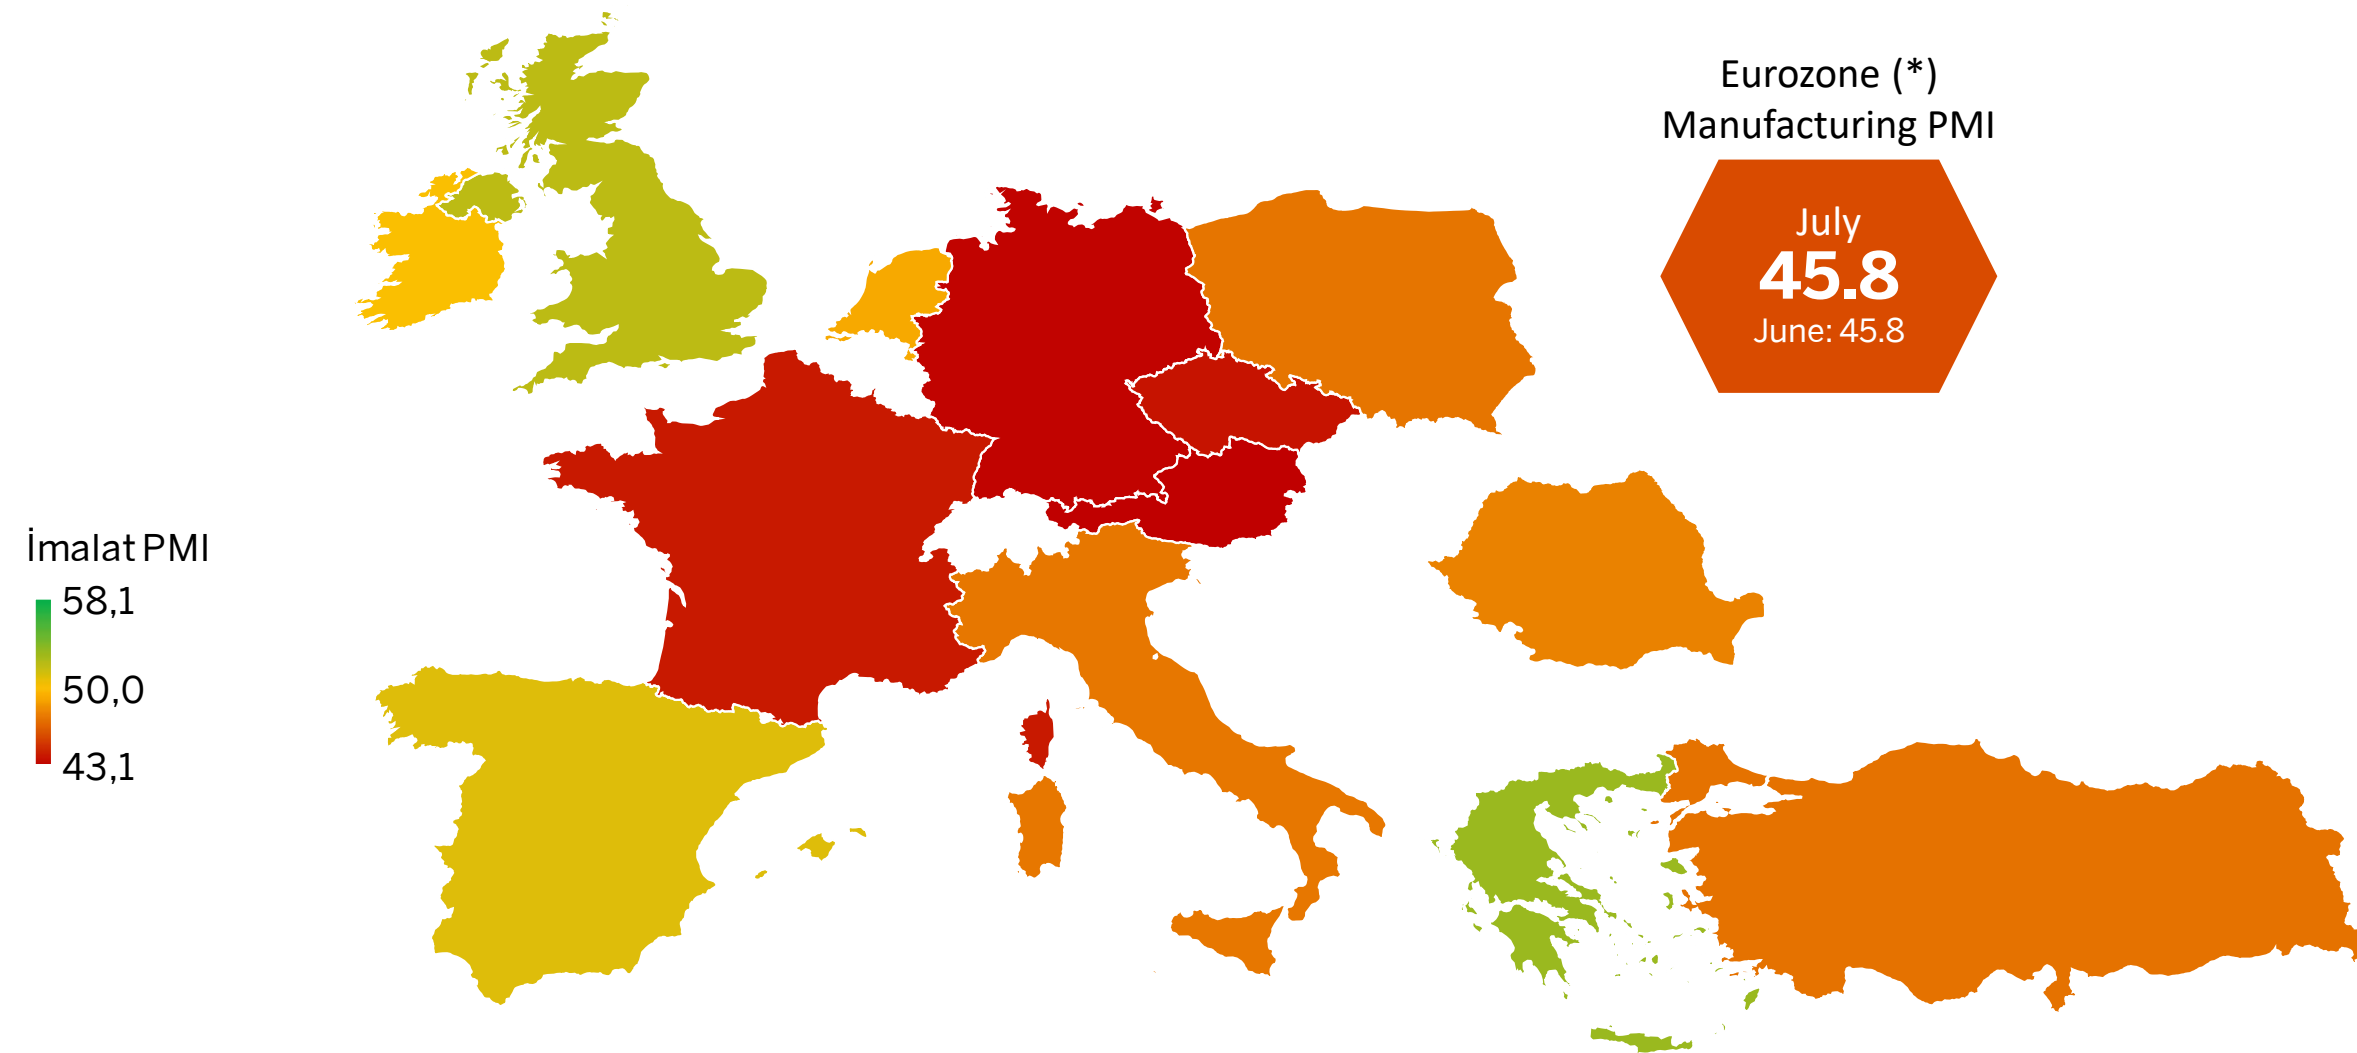 Eurozone (*)
Manufacturing PMI
July
45.8
June: 45.8
İmalat PMI
58,1
50,0
43,1